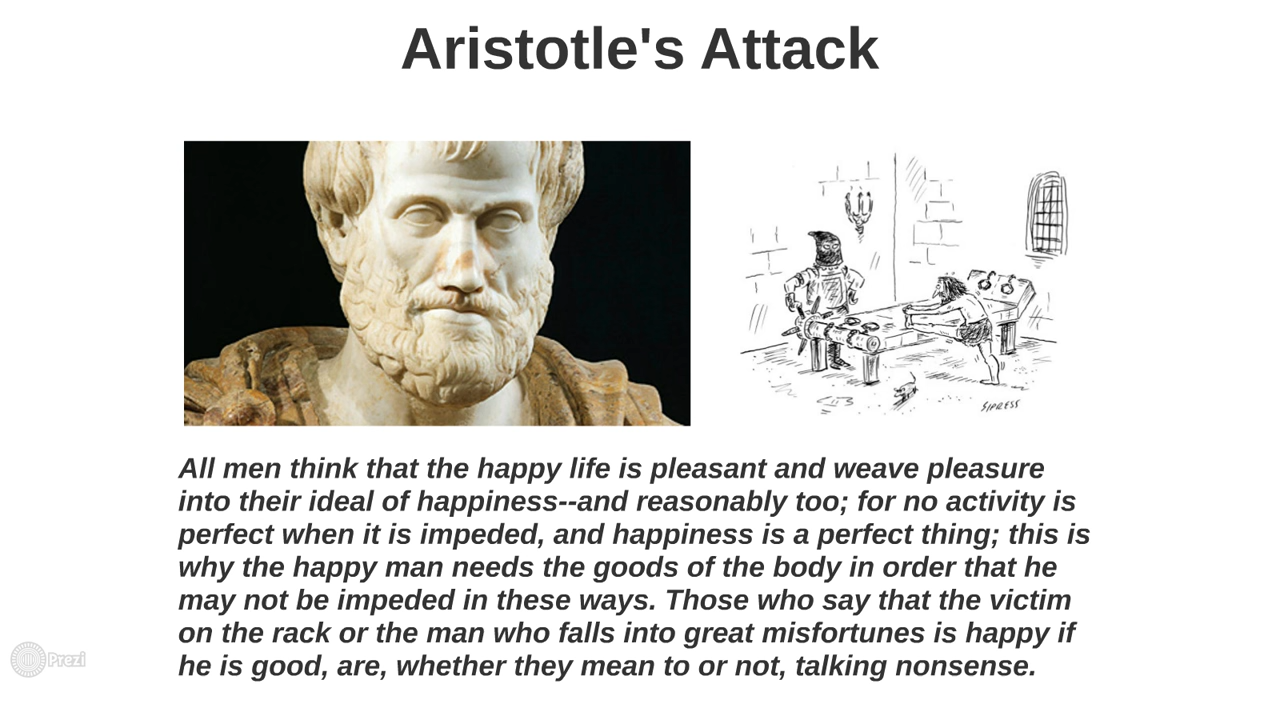 Aristotle's Attack
SIPRESS
All men think that the happy life is pleasant and weave pleasure
into their ideal of happiness--and reasonably too; for no activity is
perfect when it is impeded, and happiness is a perfect thing; this is
why the happy man needs the goods of the body in order that he
may not be impeded in these ways. Those who say that the victim
on the rack or the man who falls into great misfortunes is happy if
he is good, are, whether they mean to or not, talking nonsense.
Prezi